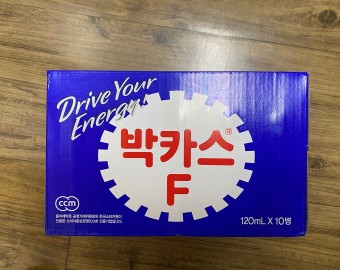 Drive Your
Energy!
박카스®
F
ccm
120mL X 10병